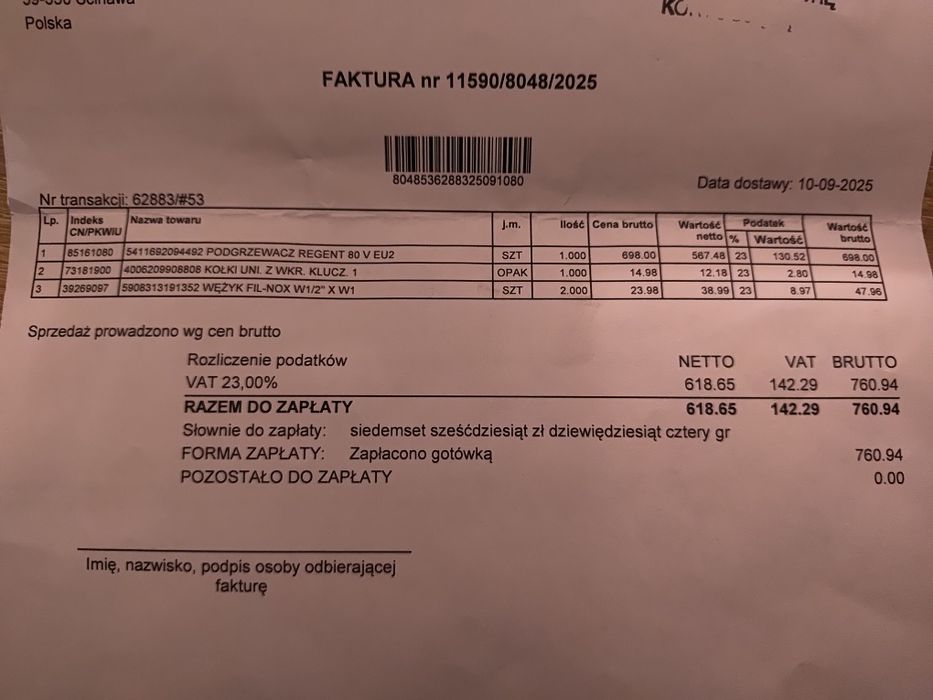 Polska
FAKTURA nr 11590/8048/2025
8048536288325091080
Data dostawy: 10-09-2025
Nr transakcji: 62883/#53
Lp. Indeks CN/PKWIU Nazwa towaru j.m. Ilość Cena brutto Wartość netto Podatek % Wartość Wartość brutto
1 85161080 5411692094492 PODGRZEWACZ REGENT 80 V EU2 SZT 1.000 698.00 567.48 23 130.52 698.00
2 73181900 4006209908808 KOŁKI UNI. Z WKR. KLUCZ. 1 OPAK 1.000 14.98 12.18 23 2.80 14.98
3 39269097 5908313191352 WĘŻYK FIL-NOX W1/2" X W1 SZT 2.000 23.98 38.99 23 8.97 47.96
Sprzedaż prowadzono wg cen brutto
Rozliczenie podatków NETTO VAT BRUTTO
VAT 23,00% 618.65 142.29 760.94
RAZEM DO ZAPŁATY 618.65 142.29 760.94
Słownie do zapłaty: siedemset sześćdziesiąt zł dziewięćdziesiąt cztery gr
FORMA ZAPŁATY: Zapłacono gotówką 760.94
POZOSTAŁO DO ZAPŁATY 0.00
Imię, nazwisko, podpis osoby odbierającej
fakturę